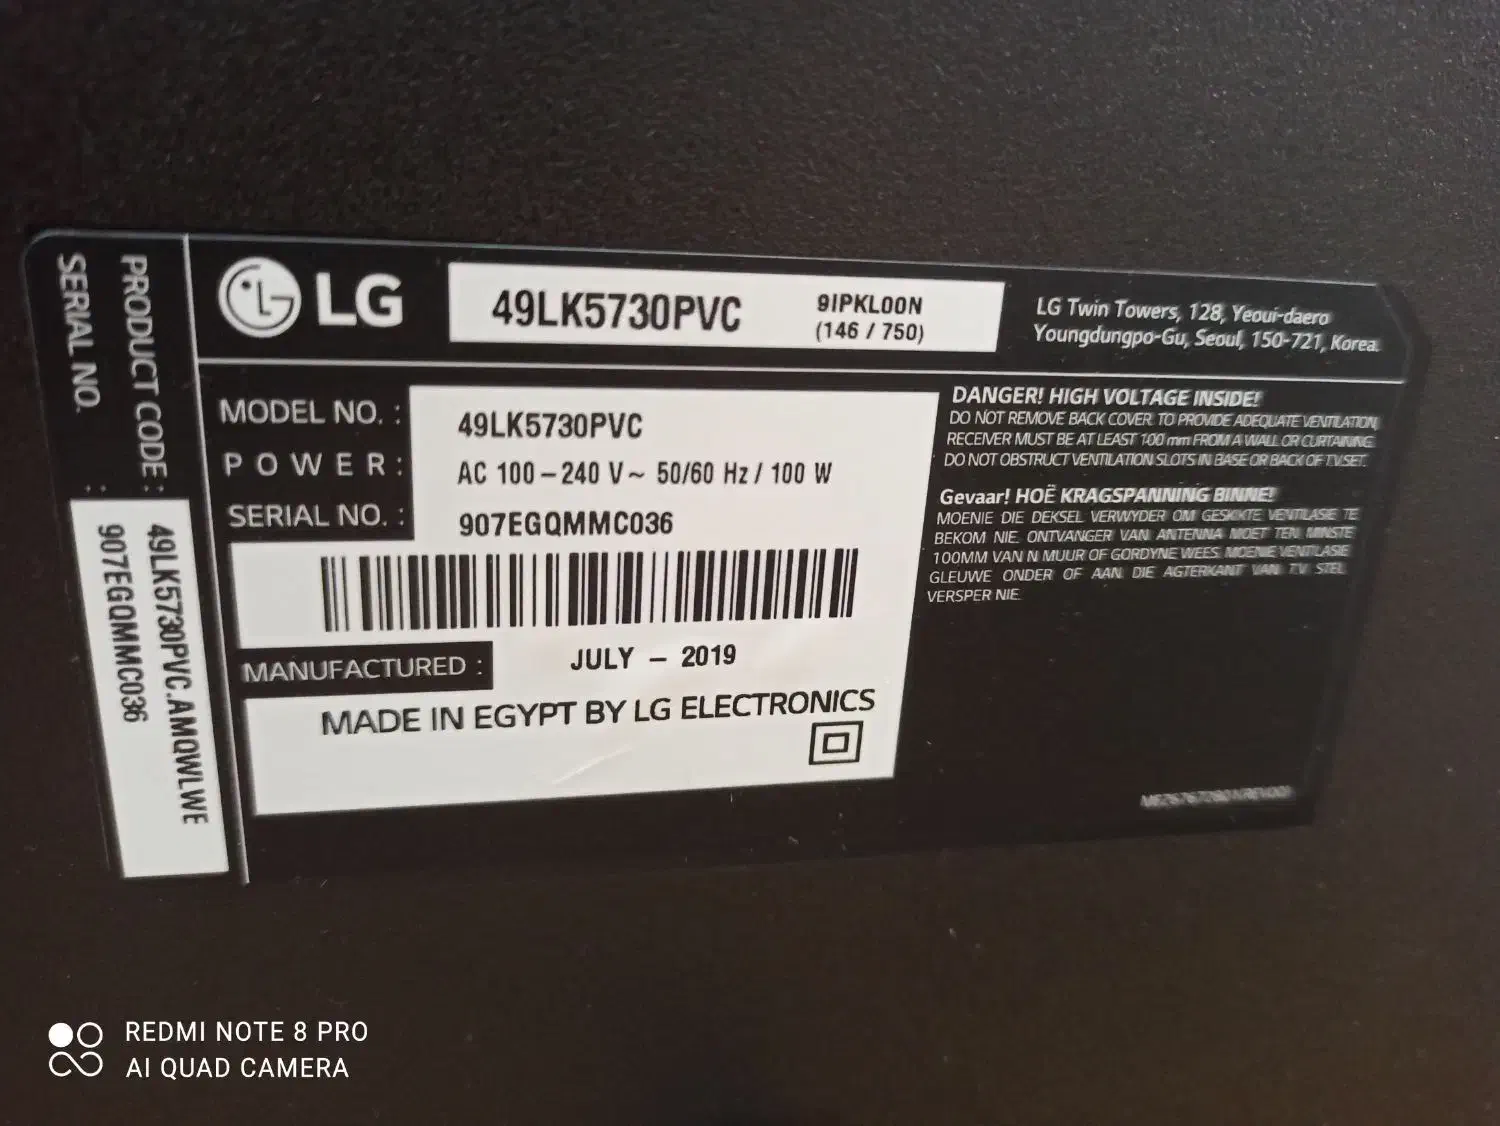 PRODUCT CODE : 49LK5730PVC.AMQWLWE
SERIAL NO. : 907EGQMMC036
LG
49LK5730PVC
9IPKL00N
(146 / 750)
LG Twin Towers, 128, Yeoui-daero
Youngdungpo-Gu, Seoul, 150-721, Korea.
MODEL NO. : 49LK5730PVC
POWER : AC 100-240 V~ 50/60 Hz / 100 W
SERIAL NO. : 907EGQMMC036
MANUFACTURED : JULY - 2019
MADE IN EGYPT BY LG ELECTRONICS
DANGER! HIGH VOLTAGE INSIDE!
DO NOT REMOVE BACK COVER. TO PROVIDE ADEQUATE VENTILATION,
RECEIVER MUST BE AT LEAST 100 mm FROM A WALL OR CURTAINING.
DO NOT OBSTRUCT VENTILATION SLOTS IN BASE OR BACK OF T.V. SET.
Gevaar! HOË KRAGSPANNING BINNE!
MOENIE DIE DEKSEL VERWYDER OM GESKIKTE VENTILASIE TE
BEKOM NIE. ONTVANGER VAN ANTENNA MOET TEN MINSTE
100MM VAN N MUUR OF GORDYNE WEES. MOENIE VENTILASIE
GLEUWE ONDER OF AAN DIE AGTERKANT VAN T.V STEL
VERSPER NIE.
REDMI NOTE 8 PRO
AI QUAD CAMERA